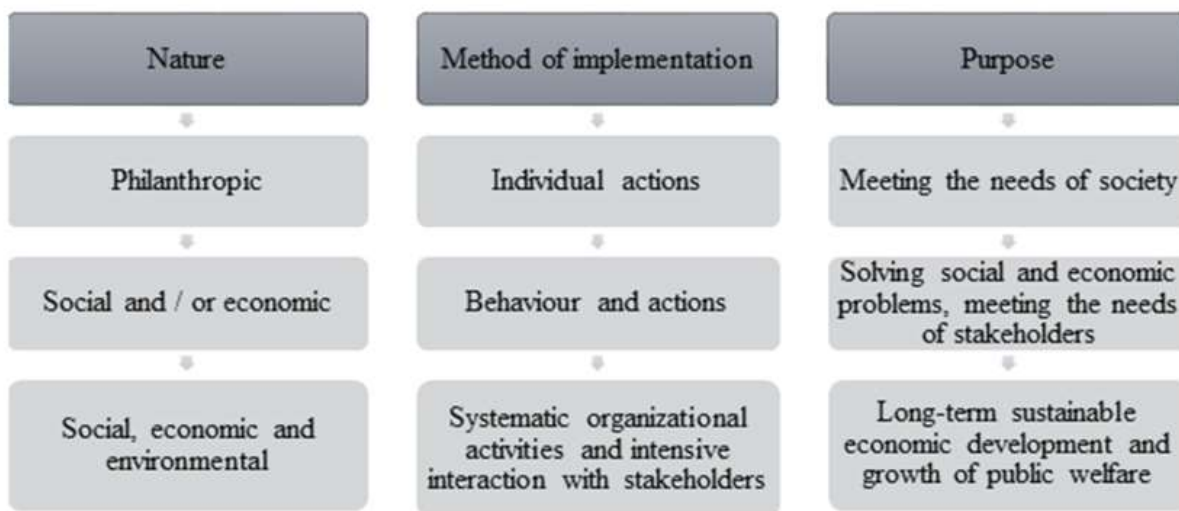 Nature
Method of implementation
Purpose
Philanthropic
Individual actions
Meeting the needs of society
Social and / or economic
Behaviour and actions
Solving social and economic
problems, meeting the needs
of stakeholders
Social, economic and
environmental
Systematic organizational
activities and intensive
interaction with stakeholders
Long-term sustainable
economic development and
growth of public welfare